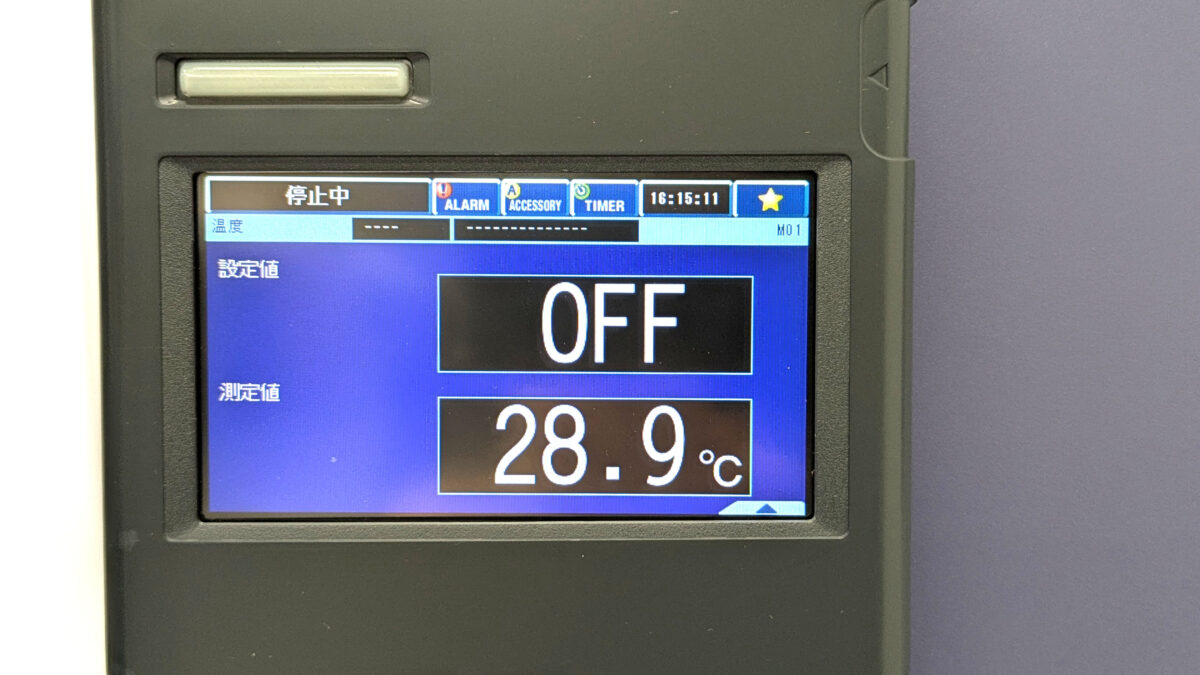 停止中 ALARM A ACCESSORY TIMER 16:15:11
温度 ---- -------------- M01
設定値
OFF
測定値
28.9℃